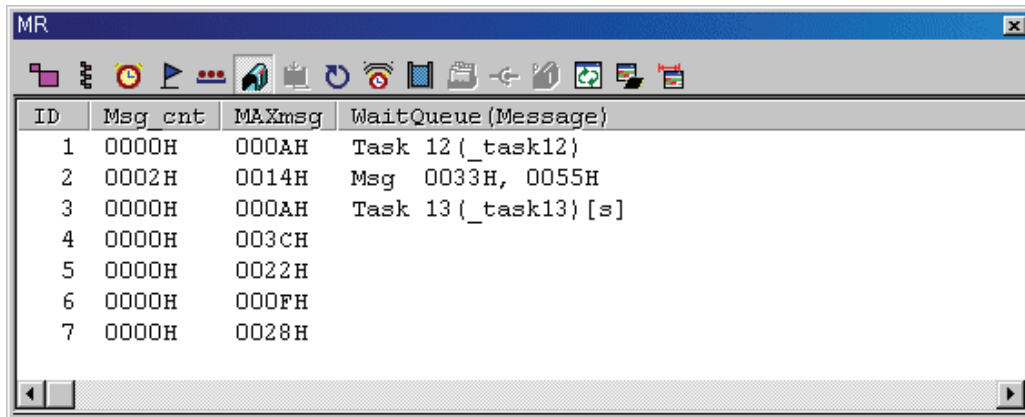 MR
ID Msg_cnt MAXmsg WaitQueue(Message)
1 0000H 000AH Task 12(_task12)
2 0002H 0014H Msg 0033H, 0055H
3 0000H 000AH Task 13(_task13)[s]
4 0000H 003CH
5 0000H 0022H
6 0000H 000FH
7 0000H 0028H